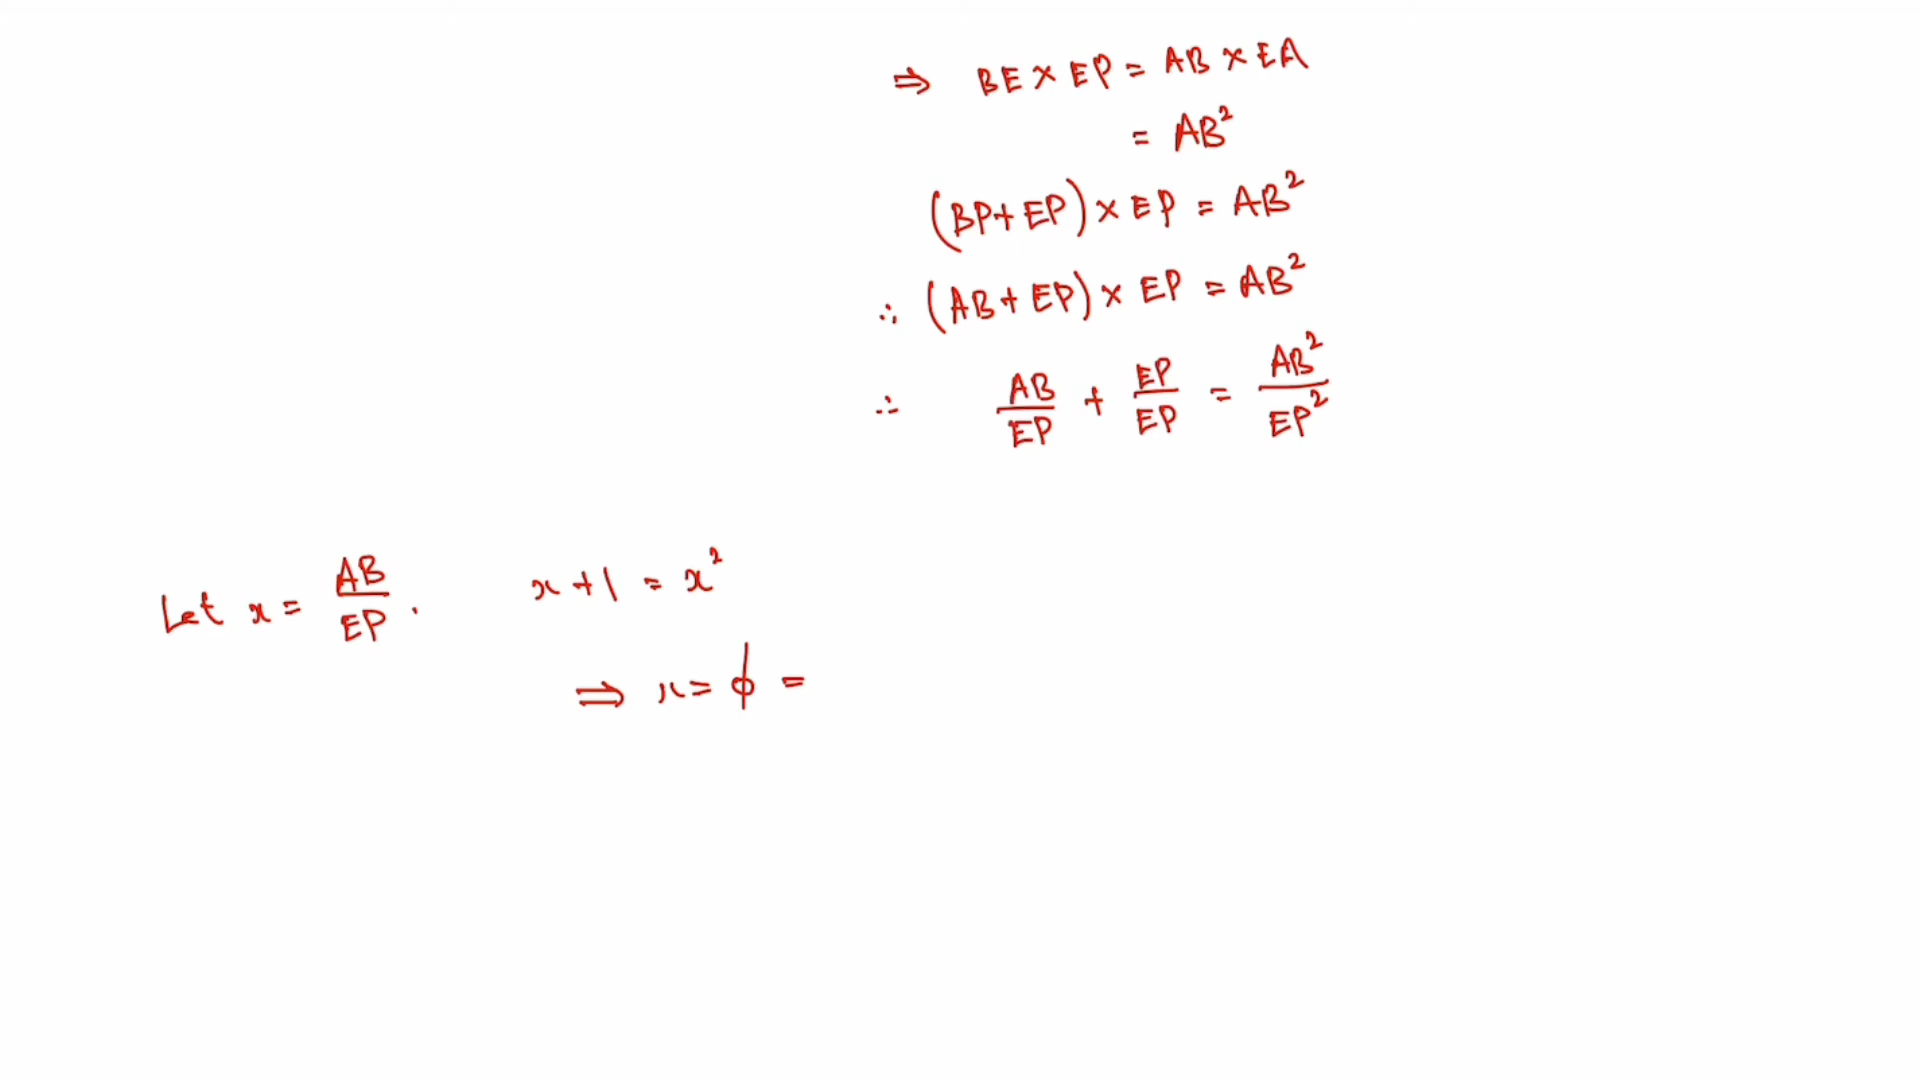 ⇒ BE × EP = AB × EA
= AB²
(BP + EP) × EP = AB²
∴ (AB + EP) × EP = AB²
∴ AB/EP + EP/EP = AB²/EP²
Let x = AB/EP . x + 1 = x²
⇒ x = ϕ =